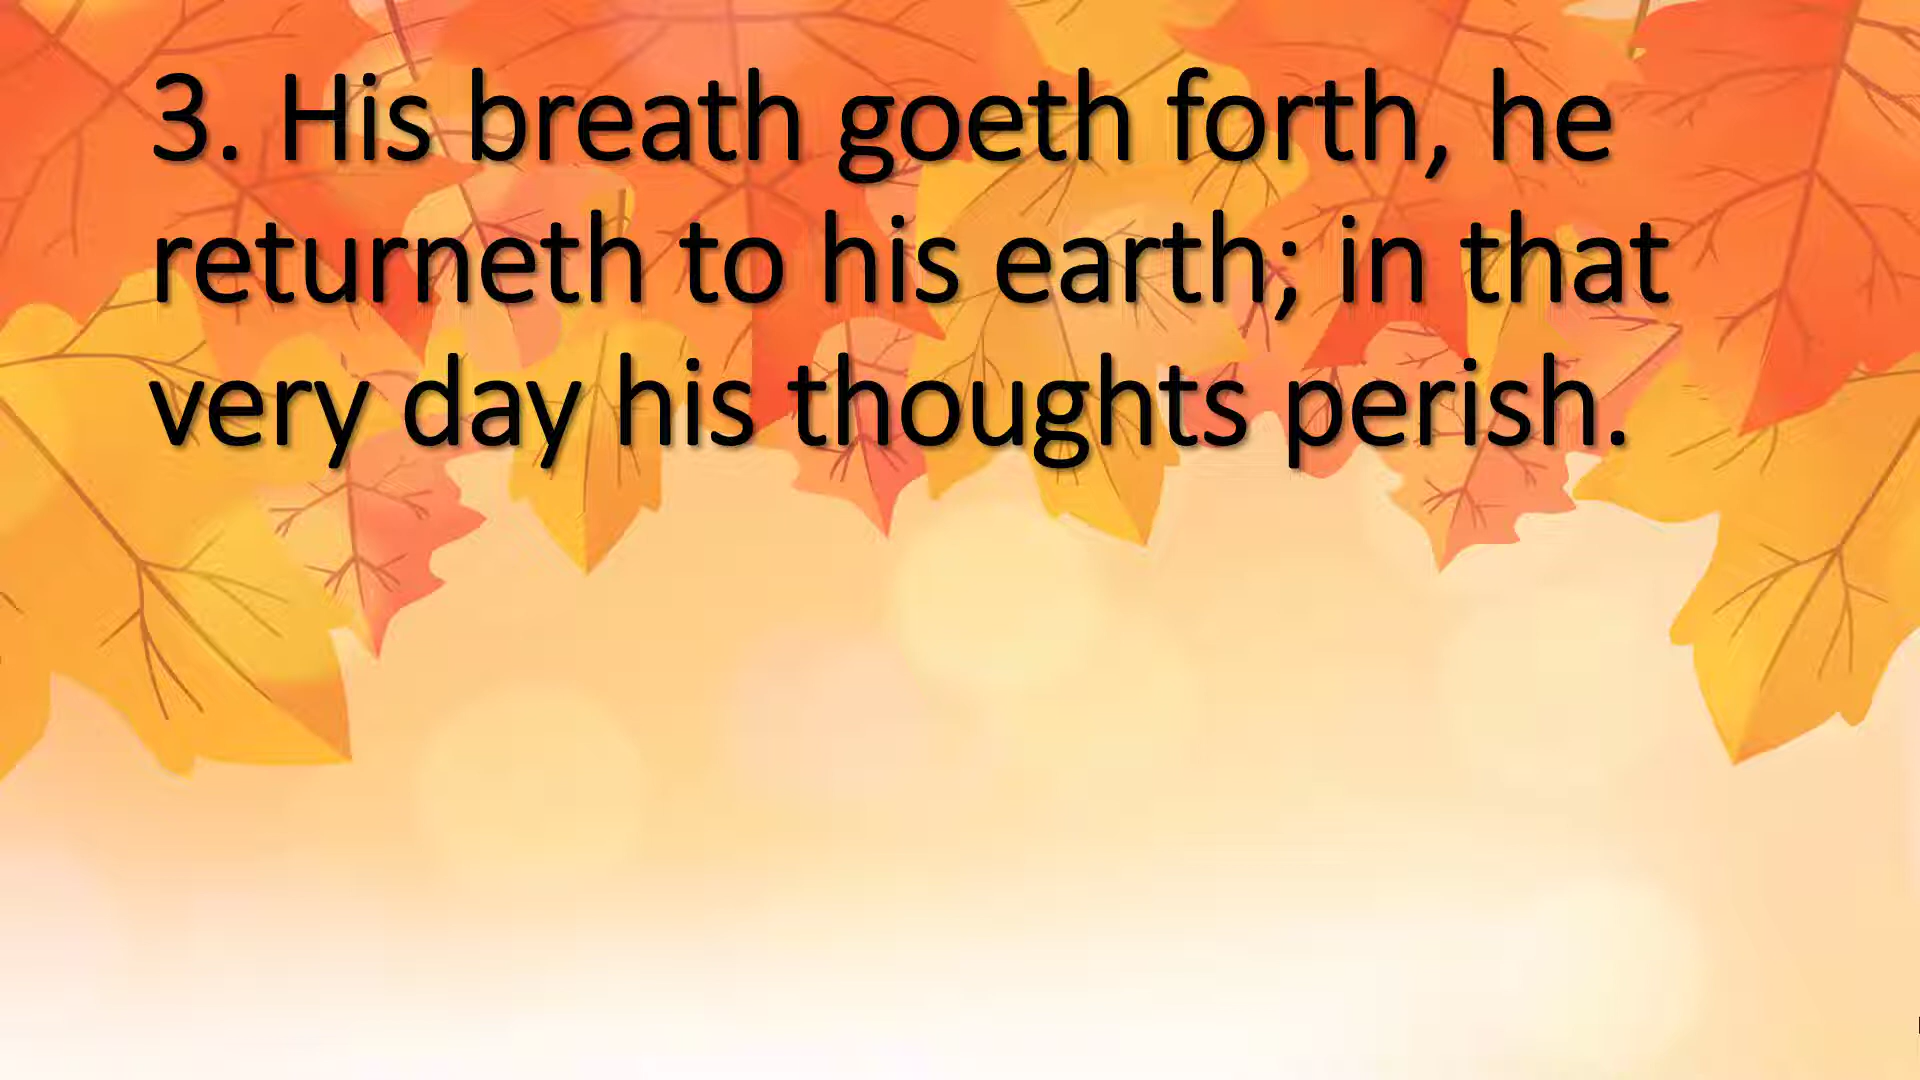 3. His breath goeth forth, he
returneth to his earth; in that
very day his thoughts perish.